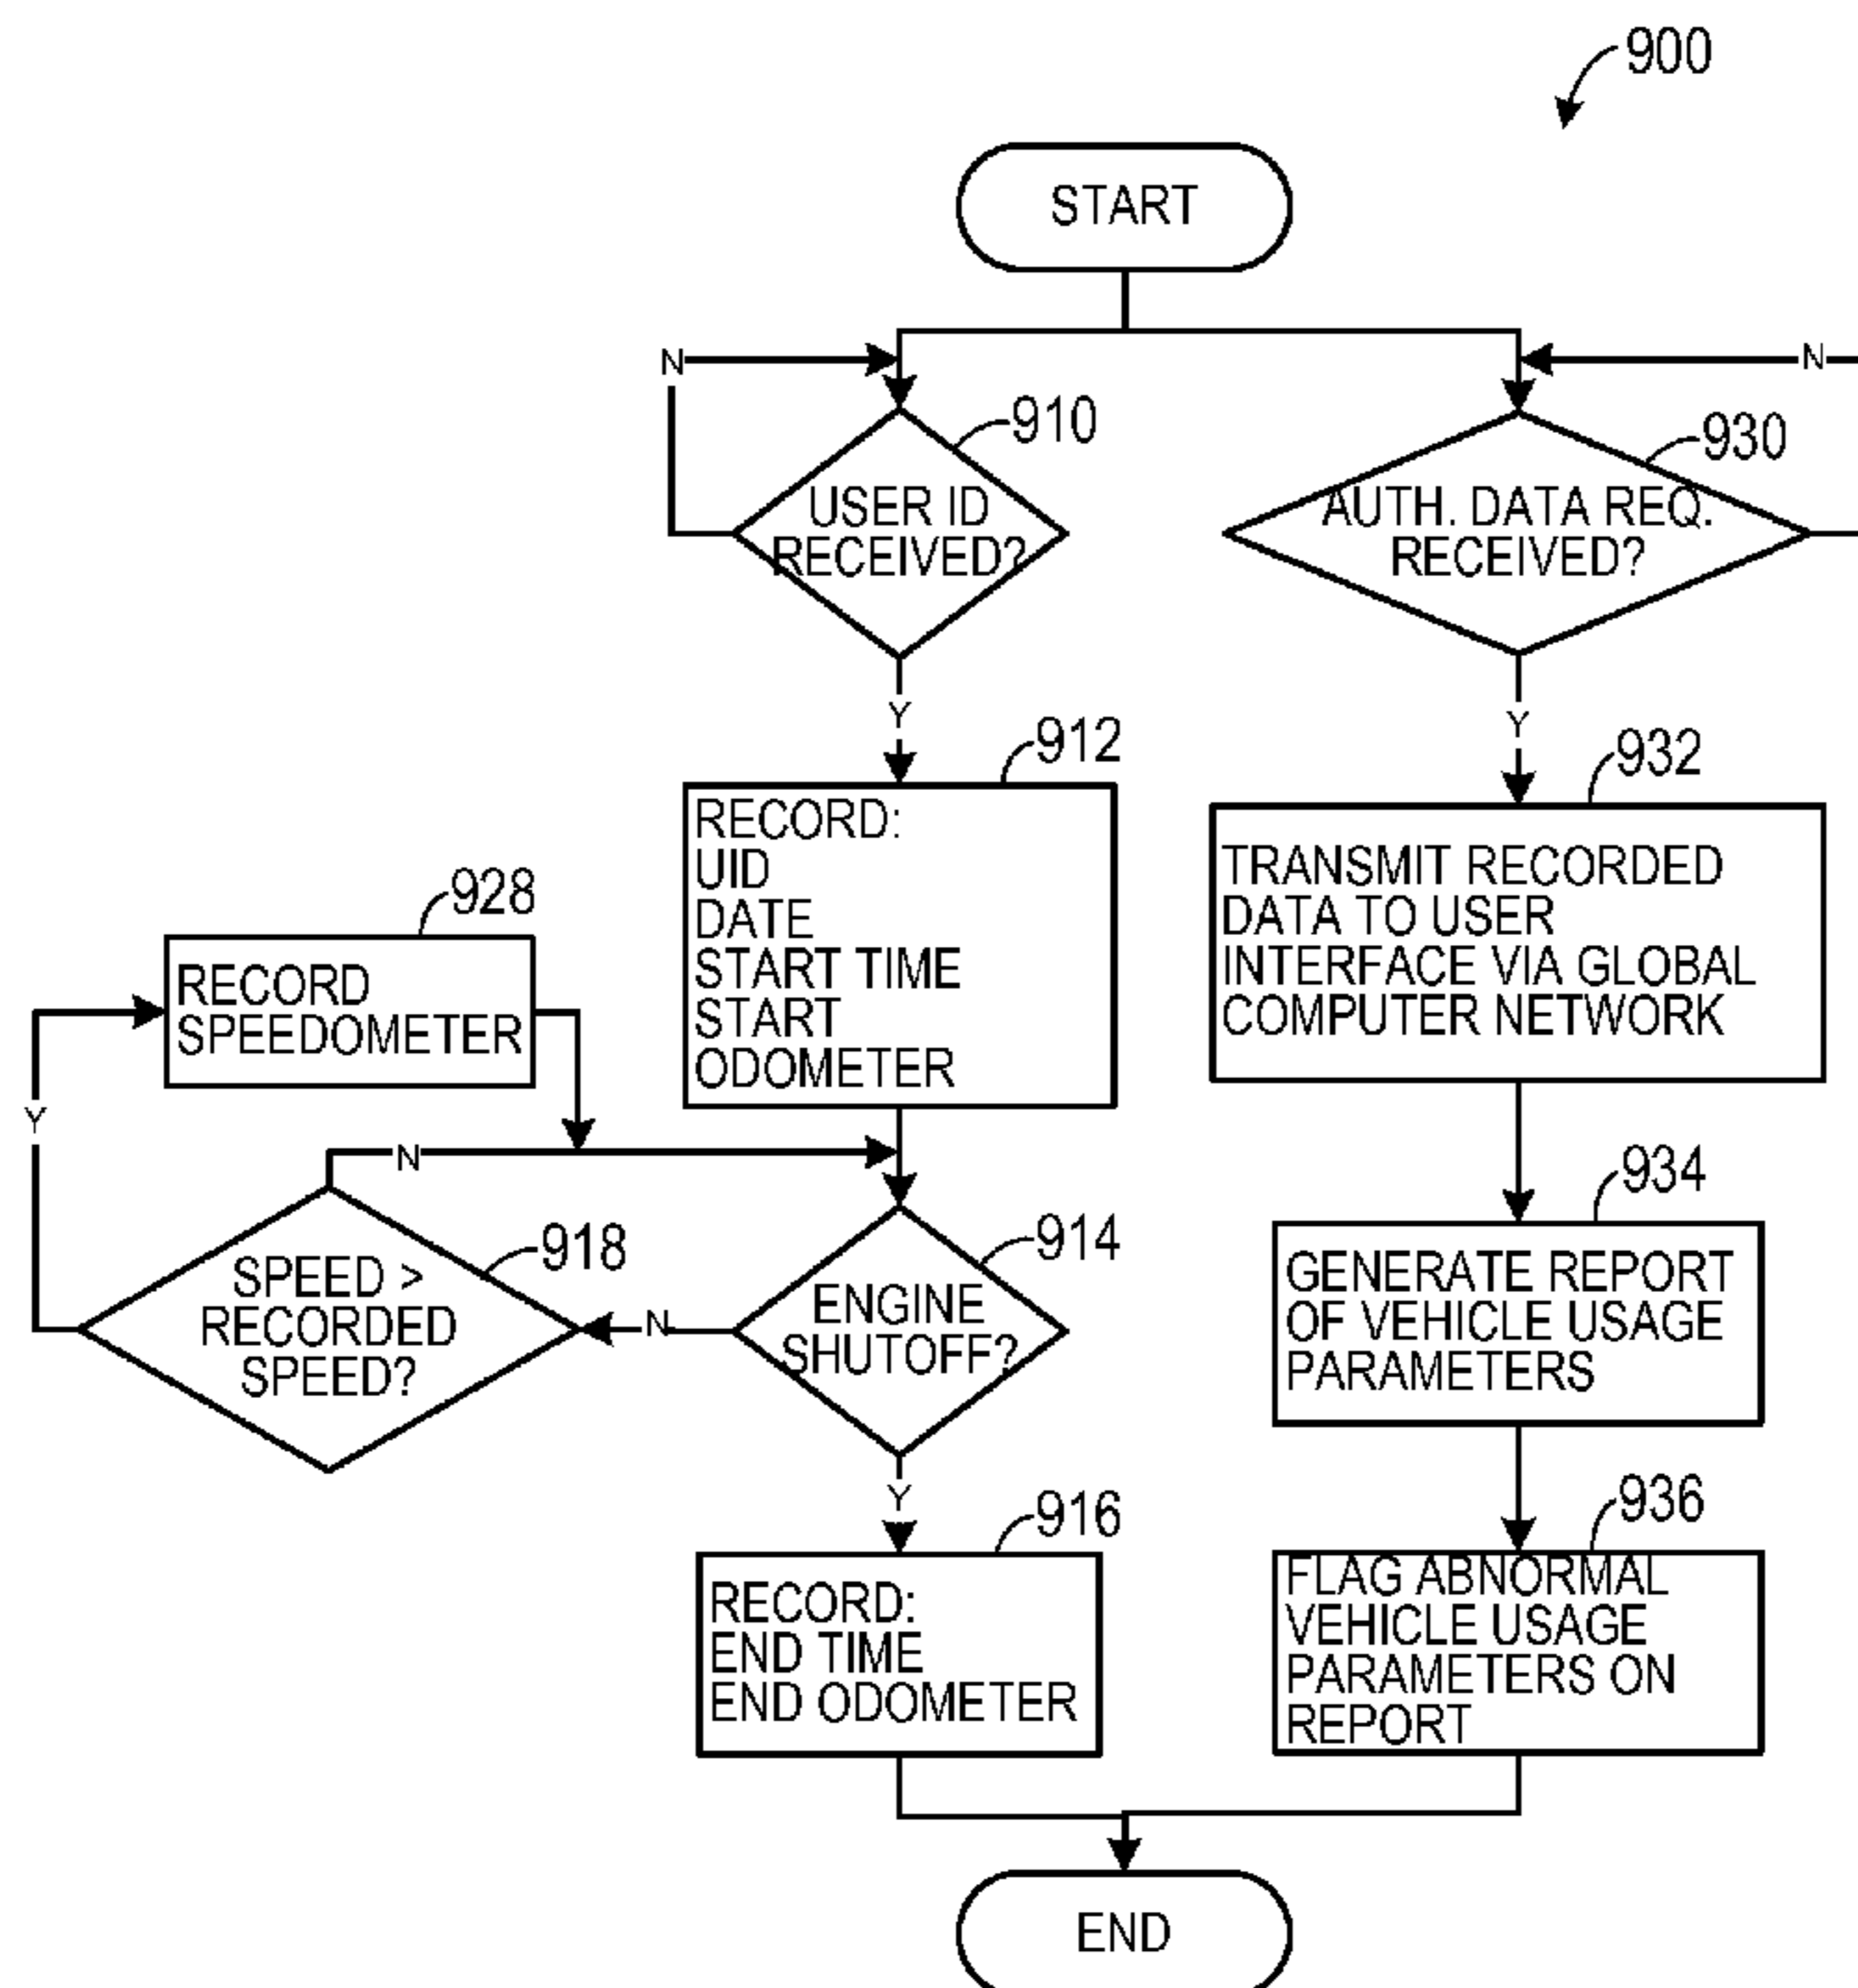 900
START
N
N
910
930
USER ID
RECEIVED?
AUTH. DATA REQ.
RECEIVED?
Y
Y
912
932
RECORD:
UID
DATE
START TIME
START
ODOMETER
TRANSMIT RECORDED
DATA TO USER
INTERFACE VIA GLOBAL
COMPUTER NETWORK
928
RECORD
SPEEDOMETER
Y
N
918
SPEED >
RECORDED
SPEED?
N
914
ENGINE
SHUTOFF?
934
GENERATE REPORT
OF VEHICLE USAGE
PARAMETERS
Y
916
RECORD:
END TIME
END ODOMETER
936
FLAG ABNORMAL
VEHICLE USAGE
PARAMETERS ON
REPORT
END